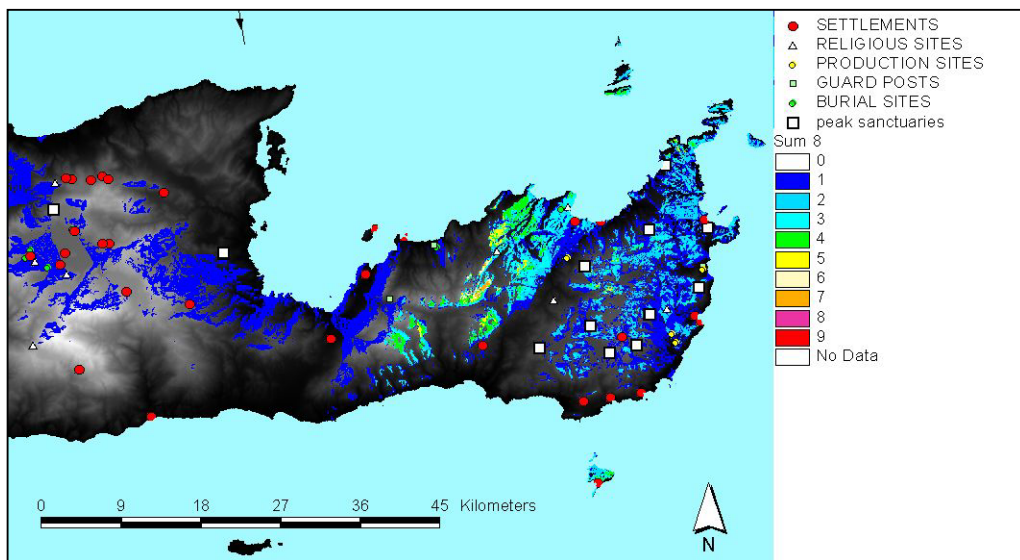 SETTLEMENTS
RELIGIOUS SITES
PRODUCTION SITES
GUARD POSTS
BURIAL SITES
peak sanctuaries
Sum 8
0
1
2
3
4
5
6
7
8
9
No Data
0 9 18 27 36 45 Kilometers
N